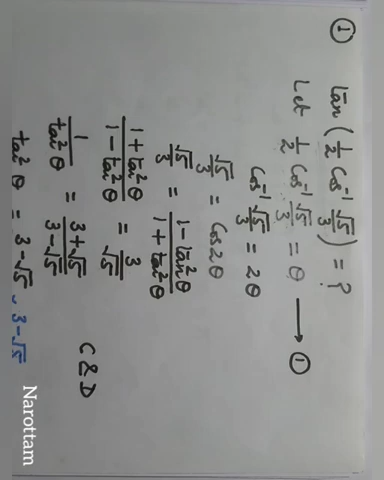 ① tan(1/2 cos⁻¹ √5/3) = ?
Let 1/2 cos⁻¹ √5/3 = θ → ①
cos⁻¹ √5/3 = 2θ
√5/3 = cos2θ
√5/3 = (1-tan²θ)/(1+tan²θ)
(1+tan²θ)/(1-tan²θ) = 3/√5
C & D
1/tan²θ = (3+√5)/(3-√5)
tan²θ = 3-√5 3-√5
Narottam